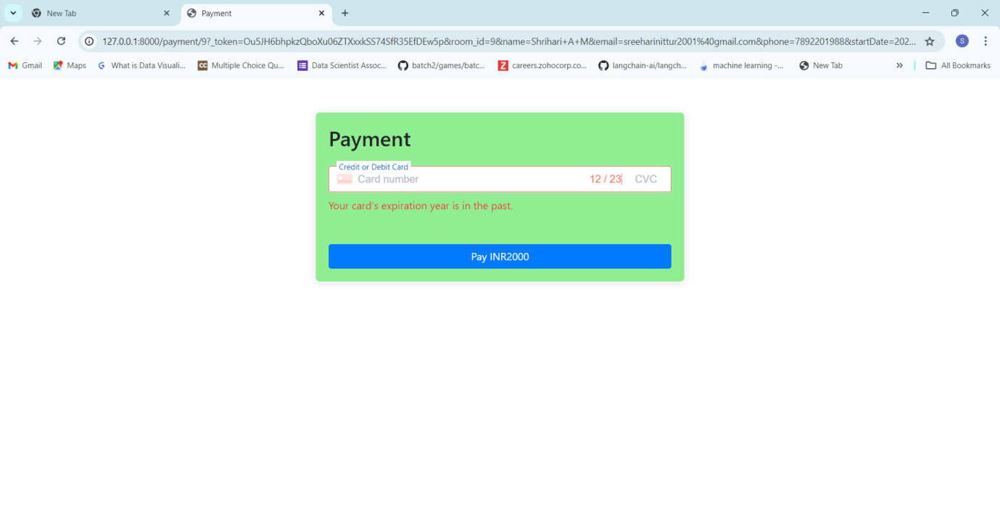 New Tab
Payment
127.0.0.1:8000/payment/9?_token=Ou5JH6bhpkzQboXu06ZTXxxkSS74SfR35EfDEw5p&room_id=9&name=Shrihari+A+M&email=sreeharinittur2001%40gmail.com&phone=7892201988&startDate=202...
S
Gmail Maps What is Data Visuali... Multiple Choice Qu... Data Scientist Assoc... batch2/games/batc... careers.zohocorp.co... langchain-ai/langch... machine learning -... New Tab » All Bookmarks
Payment
Credit or Debit Card
Card number 12 / 23 CVC
Your card's expiration year is in the past.
Pay INR2000